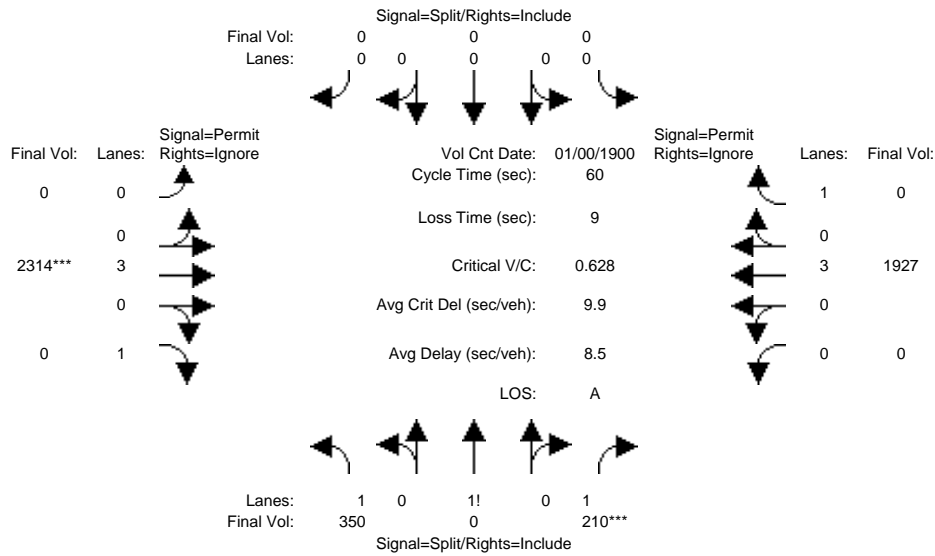 Signal=Split/Rights=Include
Final Vol: 0 0 0
Lanes: 0 0 0 0 0
Signal=Permit Signal=Permit
Final Vol: Lanes: Rights=Ignore Vol Cnt Date: 01/00/1900 Rights=Ignore Lanes: Final Vol:
Cycle Time (sec): 60
0 0 1 0
Loss Time (sec): 9
0 0
2314*** 3 Critical V/C: 0.628 3 1927
0 Avg Crit Del (sec/veh): 9.9 0
0 1 Avg Delay (sec/veh): 8.5 0 0
LOS: A
Lanes: 1 0 1! 0 1
Final Vol: 350 0 210***
Signal=Split/Rights=Include